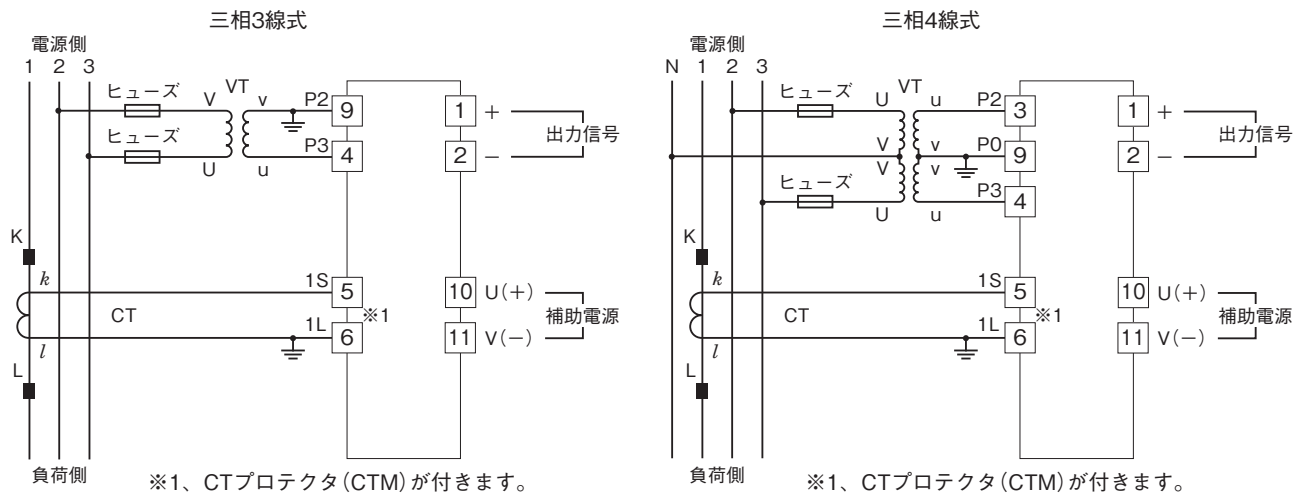 三相3線式
電源側
1 2 3
ヒューズ
V
VT
v
P2
9
1
+
出力信号
ヒューズ
U
u
P3
4
2
−
K
k
1S
5
10
U(+)
CT
※1
補助電源
l
1L
6
11
V(−)
L
負荷側
※1、CTプロテクタ(CTM)が付きます。
三相4線式
電源側
N 1 2 3
ヒューズ
U
VT
u
P2
3
1
+
出力信号
V
v
P0
9
2
−
V
v
ヒューズ
U
u
P3
4
K
k
1S
5
10
U(+)
CT
※1
補助電源
l
1L
6
11
V(−)
L
負荷側
※1、CTプロテクタ(CTM)が付きます。